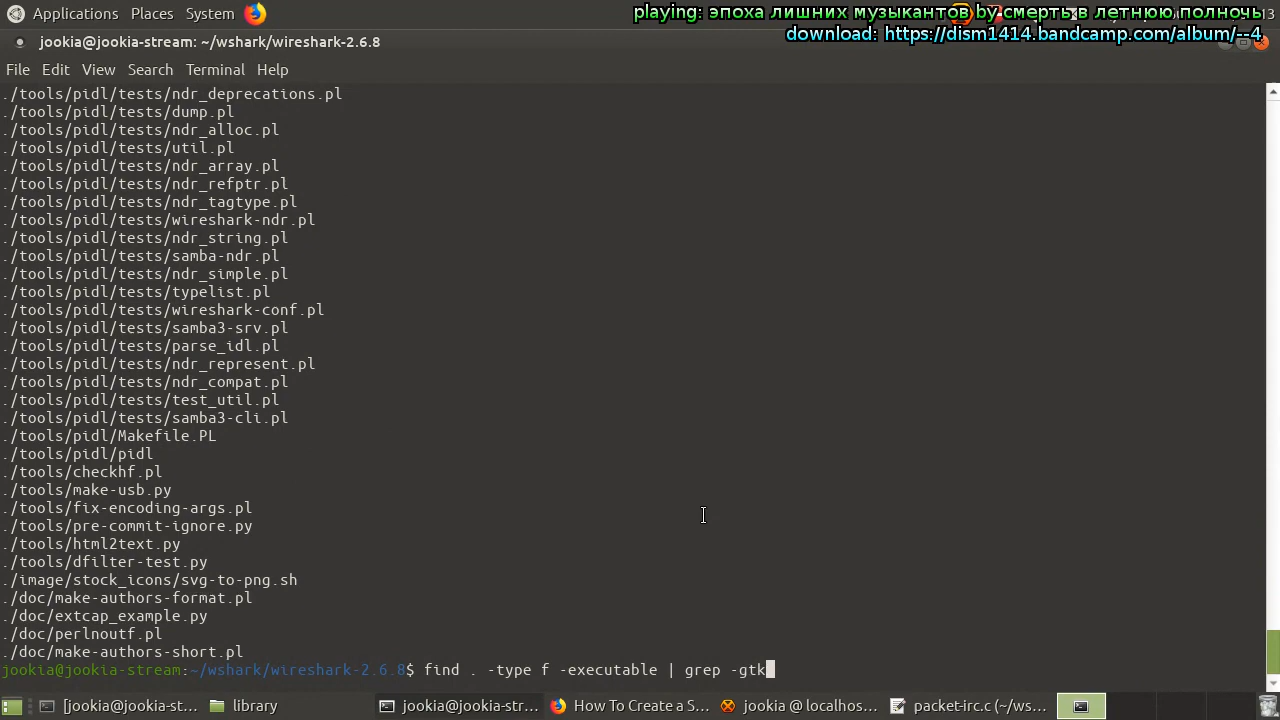 Applications Places System
playing: эпоха лишних музыкантов by смерть в летнюю полночь
13
download: https://dism1414.bandcamp.com/album/--4
jookia@jookia-stream: ~/wshark/wireshark-2.6.8
File Edit View Search Terminal Help
./tools/pidl/tests/ndr_deprecations.pl
./tools/pidl/tests/dump.pl
./tools/pidl/tests/ndr_alloc.pl
./tools/pidl/tests/util.pl
./tools/pidl/tests/ndr_array.pl
./tools/pidl/tests/ndr_refptr.pl
./tools/pidl/tests/ndr_tagtype.pl
./tools/pidl/tests/wireshark-ndr.pl
./tools/pidl/tests/ndr_string.pl
./tools/pidl/tests/samba-ndr.pl
./tools/pidl/tests/ndr_simple.pl
./tools/pidl/tests/typelist.pl
./tools/pidl/tests/wireshark-conf.pl
./tools/pidl/tests/samba3-srv.pl
./tools/pidl/tests/parse_idl.pl
./tools/pidl/tests/ndr_represent.pl
./tools/pidl/tests/ndr_compat.pl
./tools/pidl/tests/test_util.pl
./tools/pidl/tests/samba3-cli.pl
./tools/pidl/Makefile.PL
./tools/pidl/pidl
./tools/checkhf.pl
./tools/make-usb.py
./tools/fix-encoding-args.pl
./tools/pre-commit-ignore.py
./tools/html2text.py
./tools/dfilter-test.py
./image/stock_icons/svg-to-png.sh
./doc/make-authors-format.pl
./doc/extcap_example.py
./doc/perlnoutf.pl
./doc/make-authors-short.pl
jookia@jookia-stream:~/wshark/wireshark-2.6.8$ find . -type f -executable | grep -gtk
[jookia@jookia-st... library jookia@jookia-str... How To Create a S... jookia @ localhos... packet-irc.c (~/ws...